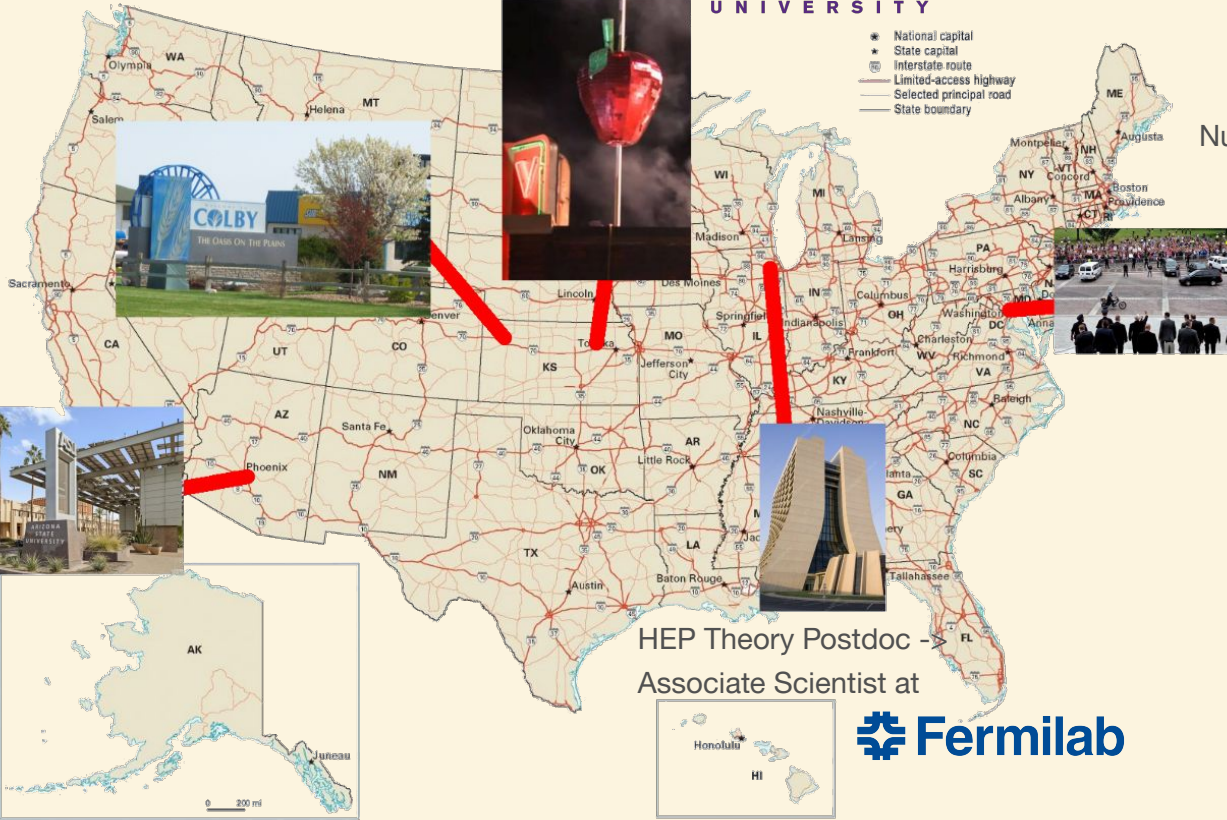 UNIVERSITY
National capital
State capital
Interstate route
Limited-access highway
Selected principal road
State boundary
WA
Olympia
Salem
Helena
MT
COLBY
THE OASIS ON THE PLAINS
V
WI
MI
Madison
Lansing
ME
Augusta
Montpelier
VT
NH
Concord
NY
Albany
MA
Boston
Providence
CT
RI
Nu
PA
Harrisburg
MD
Washington
DC
Anna
Sacramento
CA
UT
CO
Lincoln
Des Moines
MO
Jefferson
City
KS
Springfiel
IL
IN
Indianapolis
Columbus
OH
Charleston
WV
Frankfort
KY
Richmond
VA
Raleigh
NC
Columbia
SC
Nashville-
AZ
Phoenix
Santa Fe
NM
Oklahoma
City
OK
AR
Little Rock
TX
Austin
LA
Baton Rouge
GA
Tallahassee
FL
ARIZONA
STATE
UNIVERSITY
AK
Juneau
0 200 mi
HEP Theory Postdoc ->
Associate Scientist at
Fermilab
Honolulu
HI